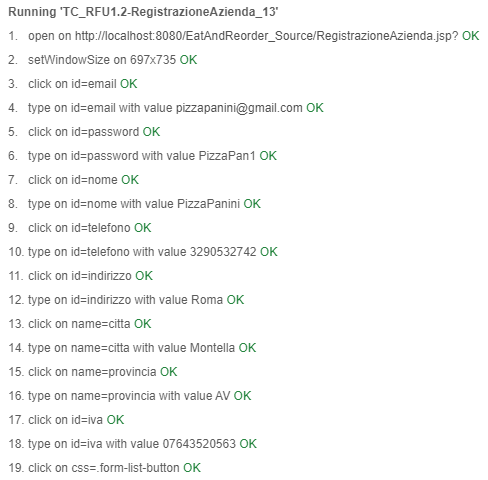 Running 'TC_RFU1.2-RegistrazioneAzienda_13'
1. open on http://localhost:8080/EatAndReorder_Source/RegistrazioneAzienda.jsp? OK
2. setWindowSize on 697x735 OK
3. click on id=email OK
4. type on id=email with value pizzapanini@gmail.com OK
5. click on id=password OK
6. type on id=password with value PizzaPan1 OK
7. click on id=nome OK
8. type on id=nome with value PizzaPanini OK
9. click on id=telefono OK
10. type on id=telefono with value 3290532742 OK
11. click on id=indirizzo OK
12. type on id=indirizzo with value Roma OK
13. click on name=citta OK
14. type on name=citta with value Montella OK
15. click on name=provincia OK
16. type on name=provincia with value AV OK
17. click on id=iva OK
18. type on id=iva with value 07643520563 OK
19. click on css=.form-list-button OK